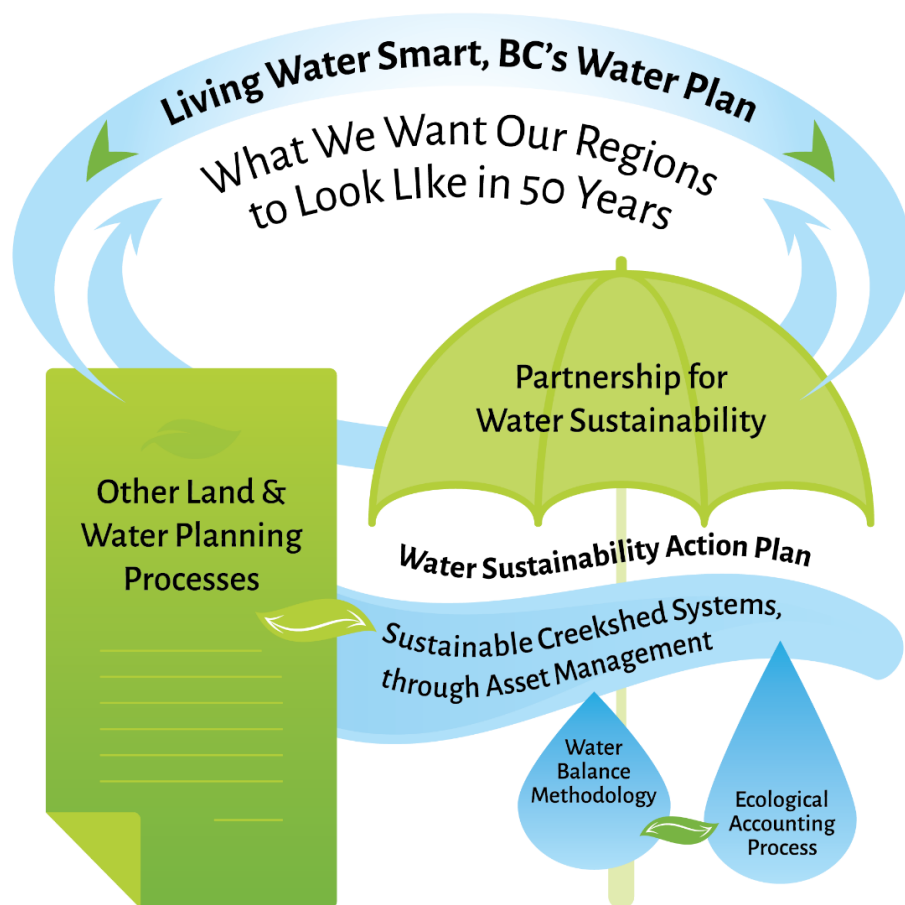 Living Water Smart, BC's Water Plan
What We Want Our Regions
to Look LIke in 50 Years
Partnership for
Water Sustainability
Other Land &
Water Planning
Processes
Water Sustainability Action Plan
Sustainable Creekshed Systems,
through Asset Management
Water
Balance
Methodology
Ecological
Accounting
Process